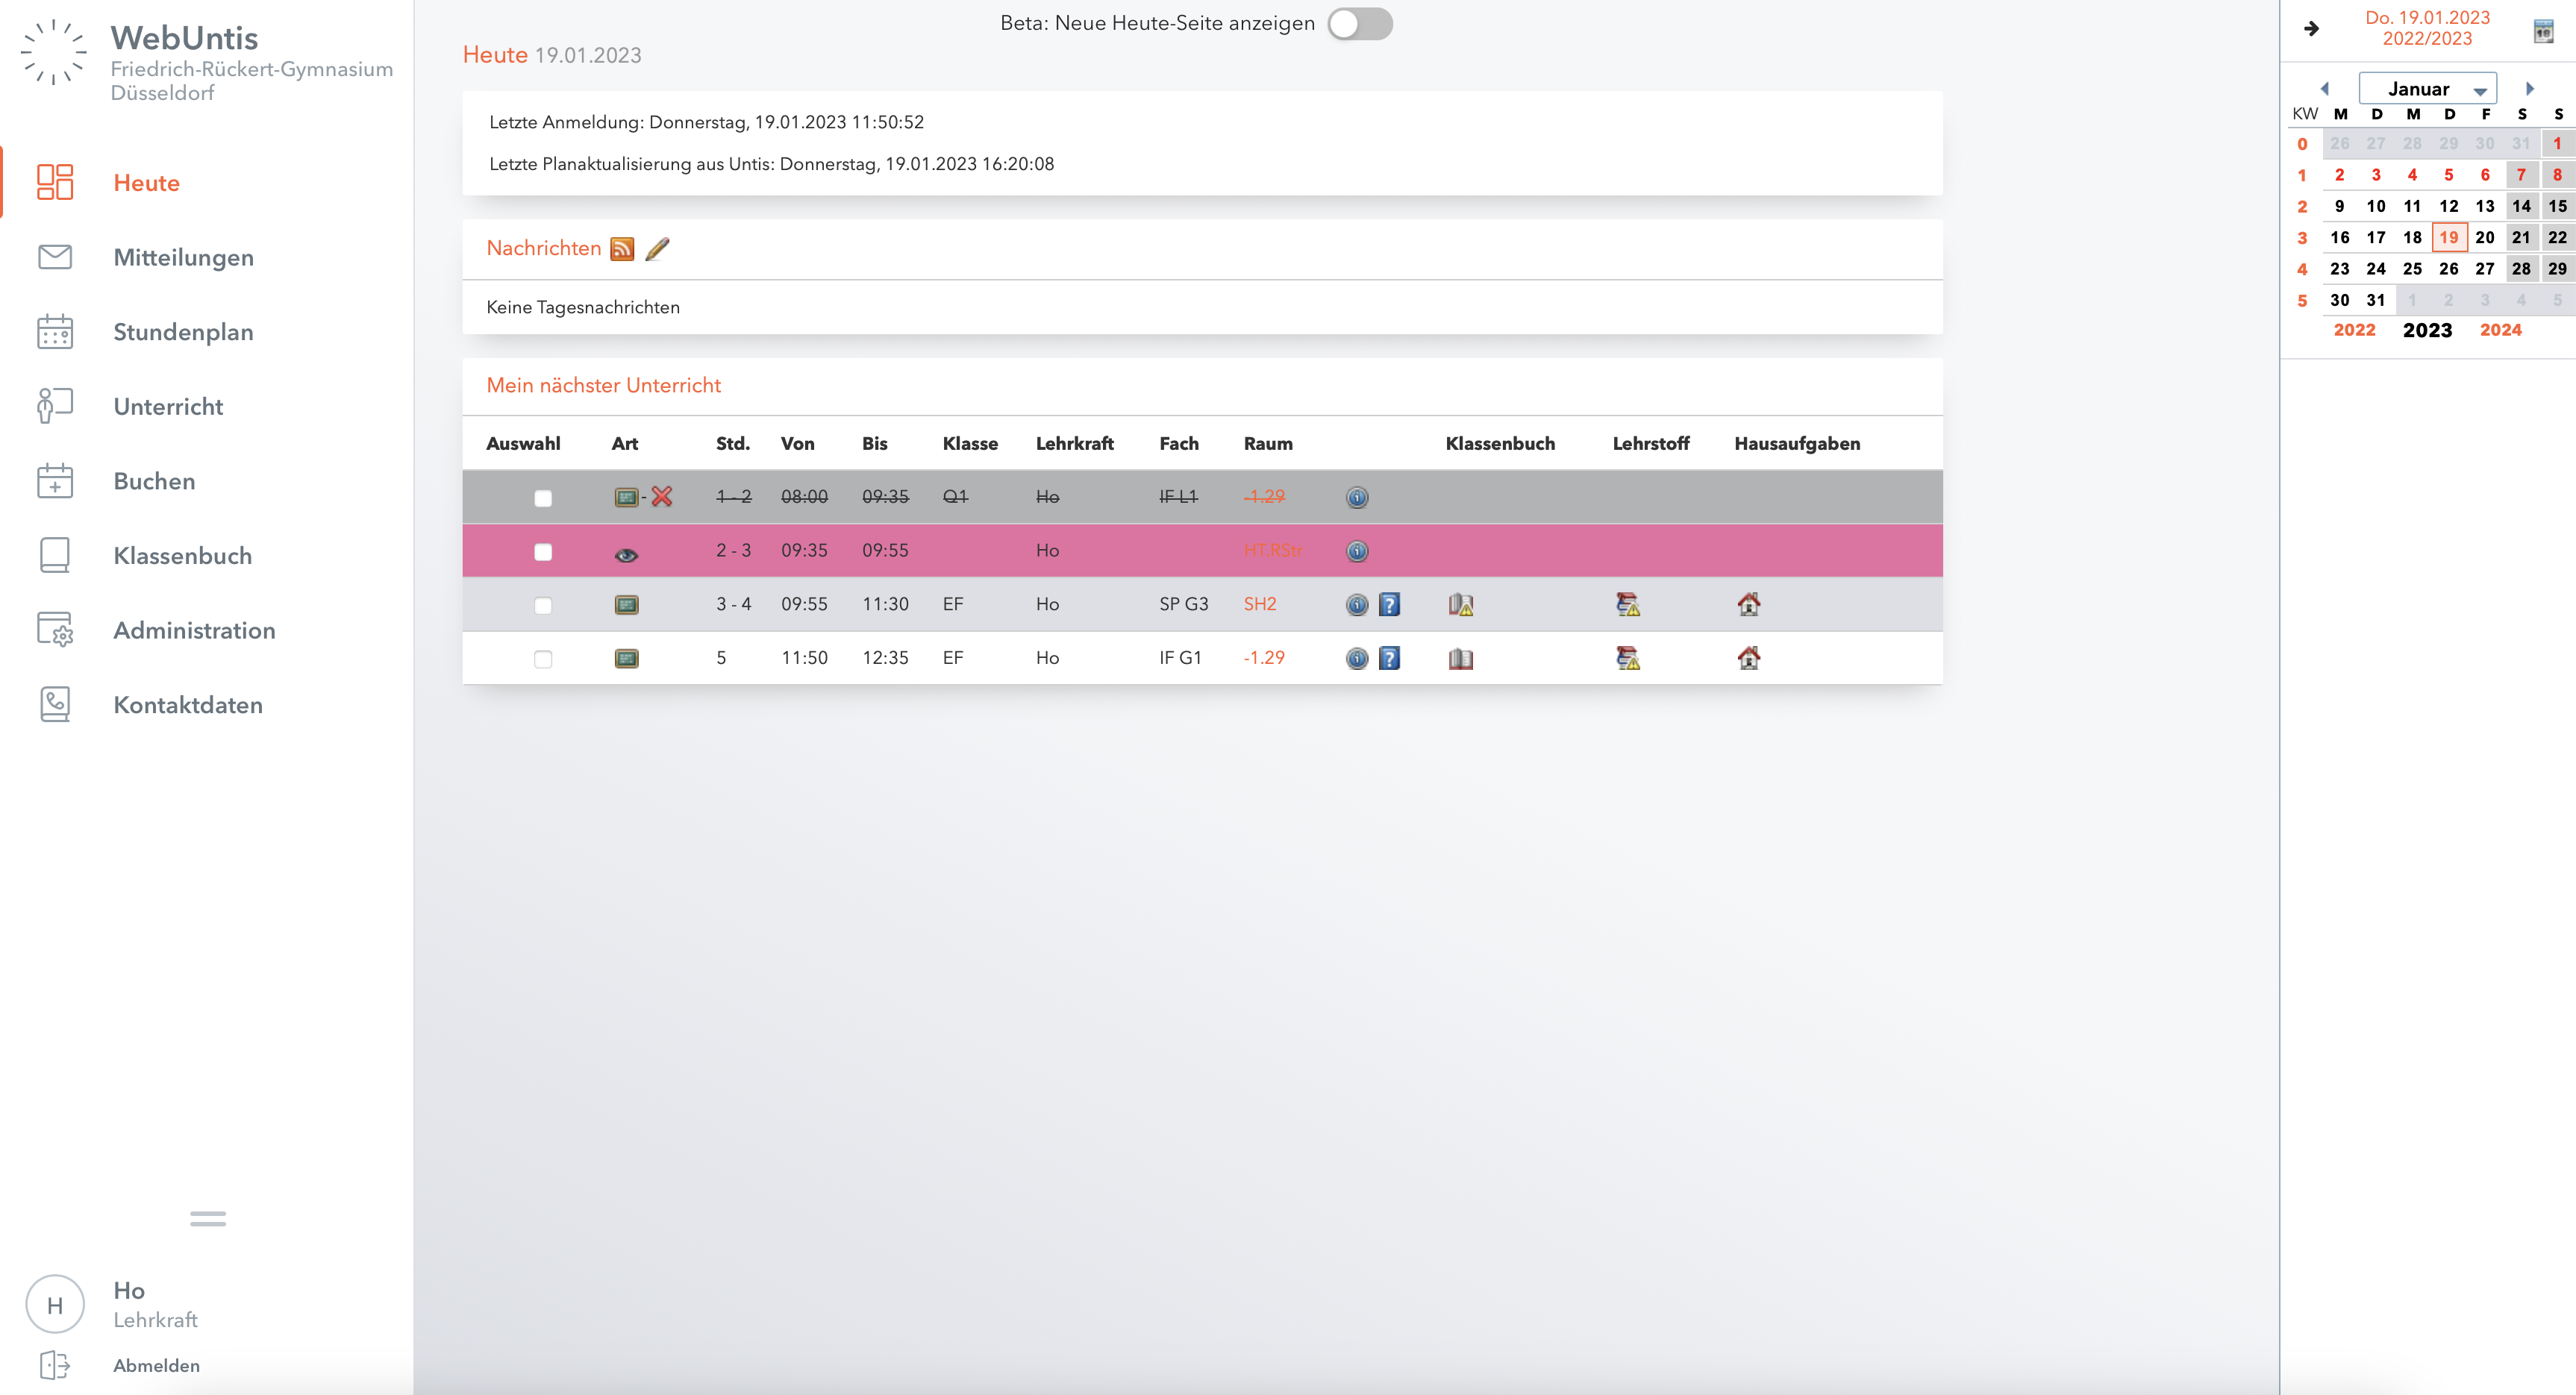 WebUntis
Friedrich-Rückert-Gymnasium
Düsseldorf
Heute
Mitteilungen
Stundenplan
Unterricht
Buchen
Klassenbuch
Administration
Kontaktdaten
H
Ho
Lehrkraft
Abmelden
Beta: Neue Heute-Seite anzeigen
Heute 19.01.2023
Letzte Anmeldung: Donnerstag, 19.01.2023 11:50:52
Letzte Planaktualisierung aus Untis: Donnerstag, 19.01.2023 16:20:08
Nachrichten
Keine Tagesnachrichten
Mein nächster Unterricht
Auswahl Art Std. Von Bis Klasse Lehrkraft Fach Raum Klassenbuch Lehrstoff Hausaufgaben
- 1 - 2 08:00 09:35 Q1 Ho IF L1 -1.29
2 - 3 09:35 09:55 Ho HT.RStr
3 - 4 09:55 11:30 EF Ho SP G3 SH2
5 11:50 12:35 EF Ho IF G1 -1.29
Do. 19.01.2023
2022/2023
Januar
KW M D M D F S S
0 26 27 28 29 30 31 1
1 2 3 4 5 6 7 8
2 9 10 11 12 13 14 15
3 16 17 18 19 20 21 22
4 23 24 25 26 27 28 29
5 30 31 1 2 3 4 5
2022 2023 2024